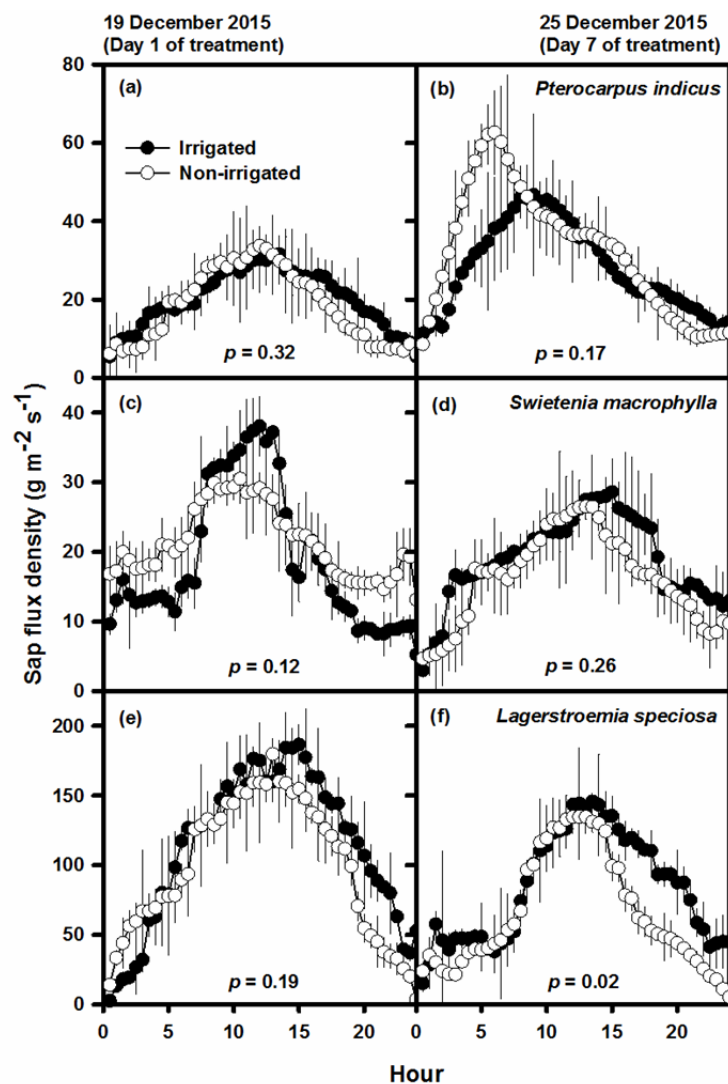 19 December 2015
(Day 1 of treatment)
25 December 2015
(Day 7 of treatment)
80
(a)
(b)
Pterocarpus indicus
Irrigated
Non-irrigated
60
40
20
p = 0.32
p = 0.17
0
(c)
(d)
Swietenia macrophylla
40
30
20
10
p = 0.12
p = 0.26
0
(e)
(f)
Lagerstroemia speciosa
200
150
100
50
p = 0.19
p = 0.02
0
Sap flux density (g m⁻² s⁻¹)
0 5 10 15 20 0 5 10 15 20
Hour